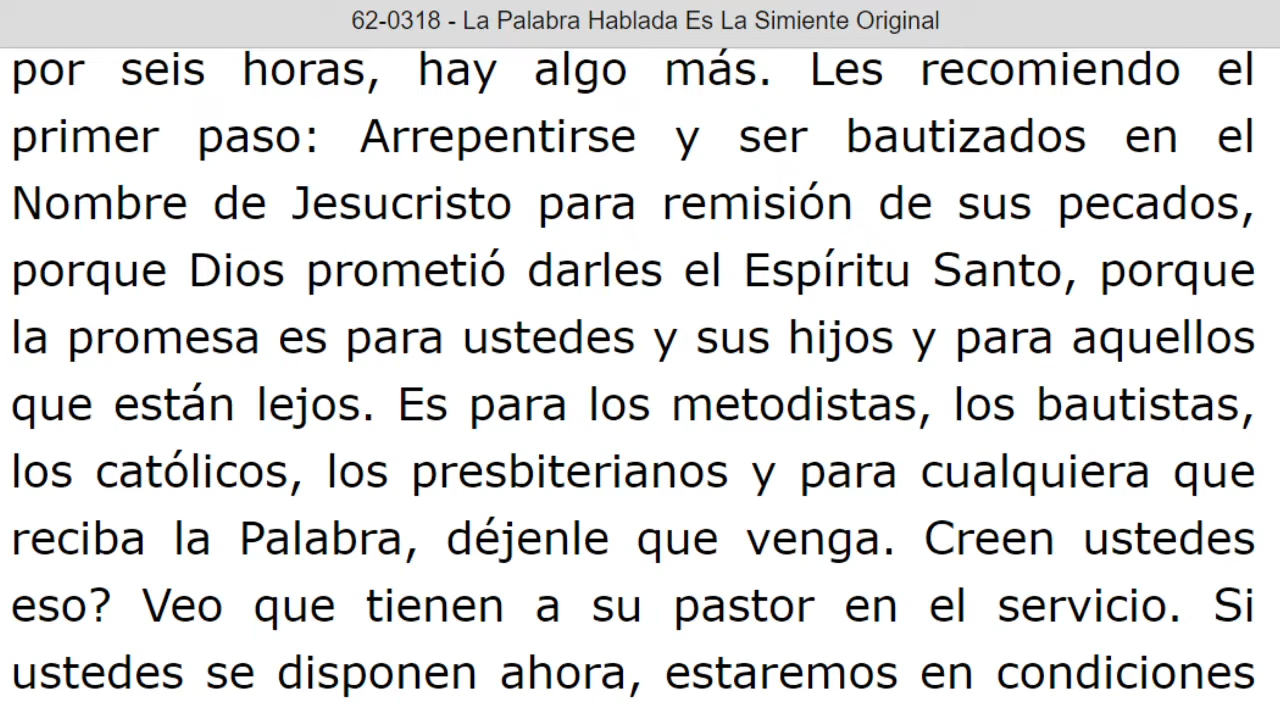 62-0318 - La Palabra Hablada Es La Simiente Original
por seis horas, hay algo más. Les recomiendo el
primer paso: Arrepentirse y ser bautizados en el
Nombre de Jesucristo para remisión de sus pecados,
porque Dios prometió darles el Espíritu Santo, porque
la promesa es para ustedes y sus hijos y para aquellos
que están lejos. Es para los metodistas, los bautistas,
los católicos, los presbiterianos y para cualquiera que
reciba la Palabra, déjenle que venga. Creen ustedes
eso? Veo que tienen a su pastor en el servicio. Si
ustedes se disponen ahora, estaremos en condiciones